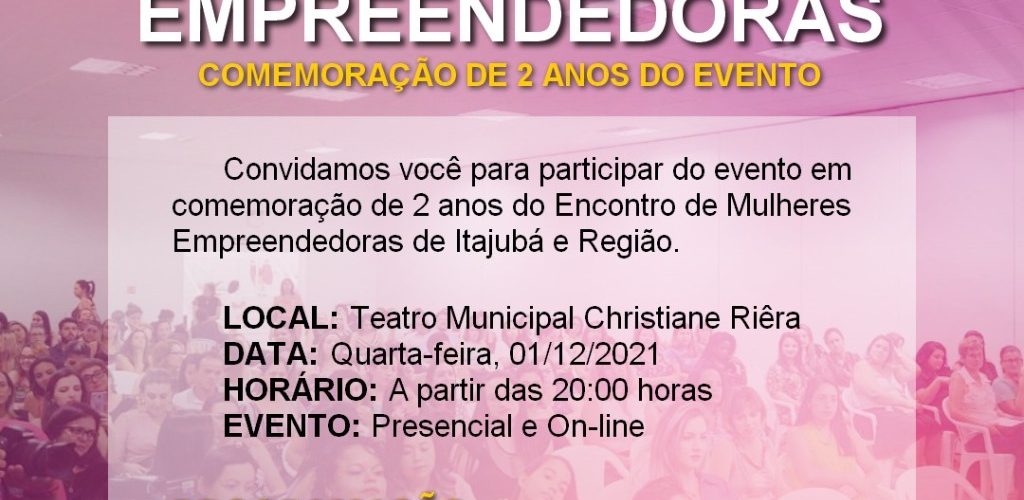 EMPREENDEDORAS
COMEMORAÇÃO DE 2 ANOS DO EVENTO
Convidamos você para participar do evento em
comemoração de 2 anos do Encontro de Mulheres
Empreendedoras de Itajubá e Região.
LOCAL: Teatro Municipal Christiane Riêra
DATA: Quarta-feira, 01/12/2021
HORÁRIO: A partir das 20:00 horas
EVENTO: Presencial e On-line